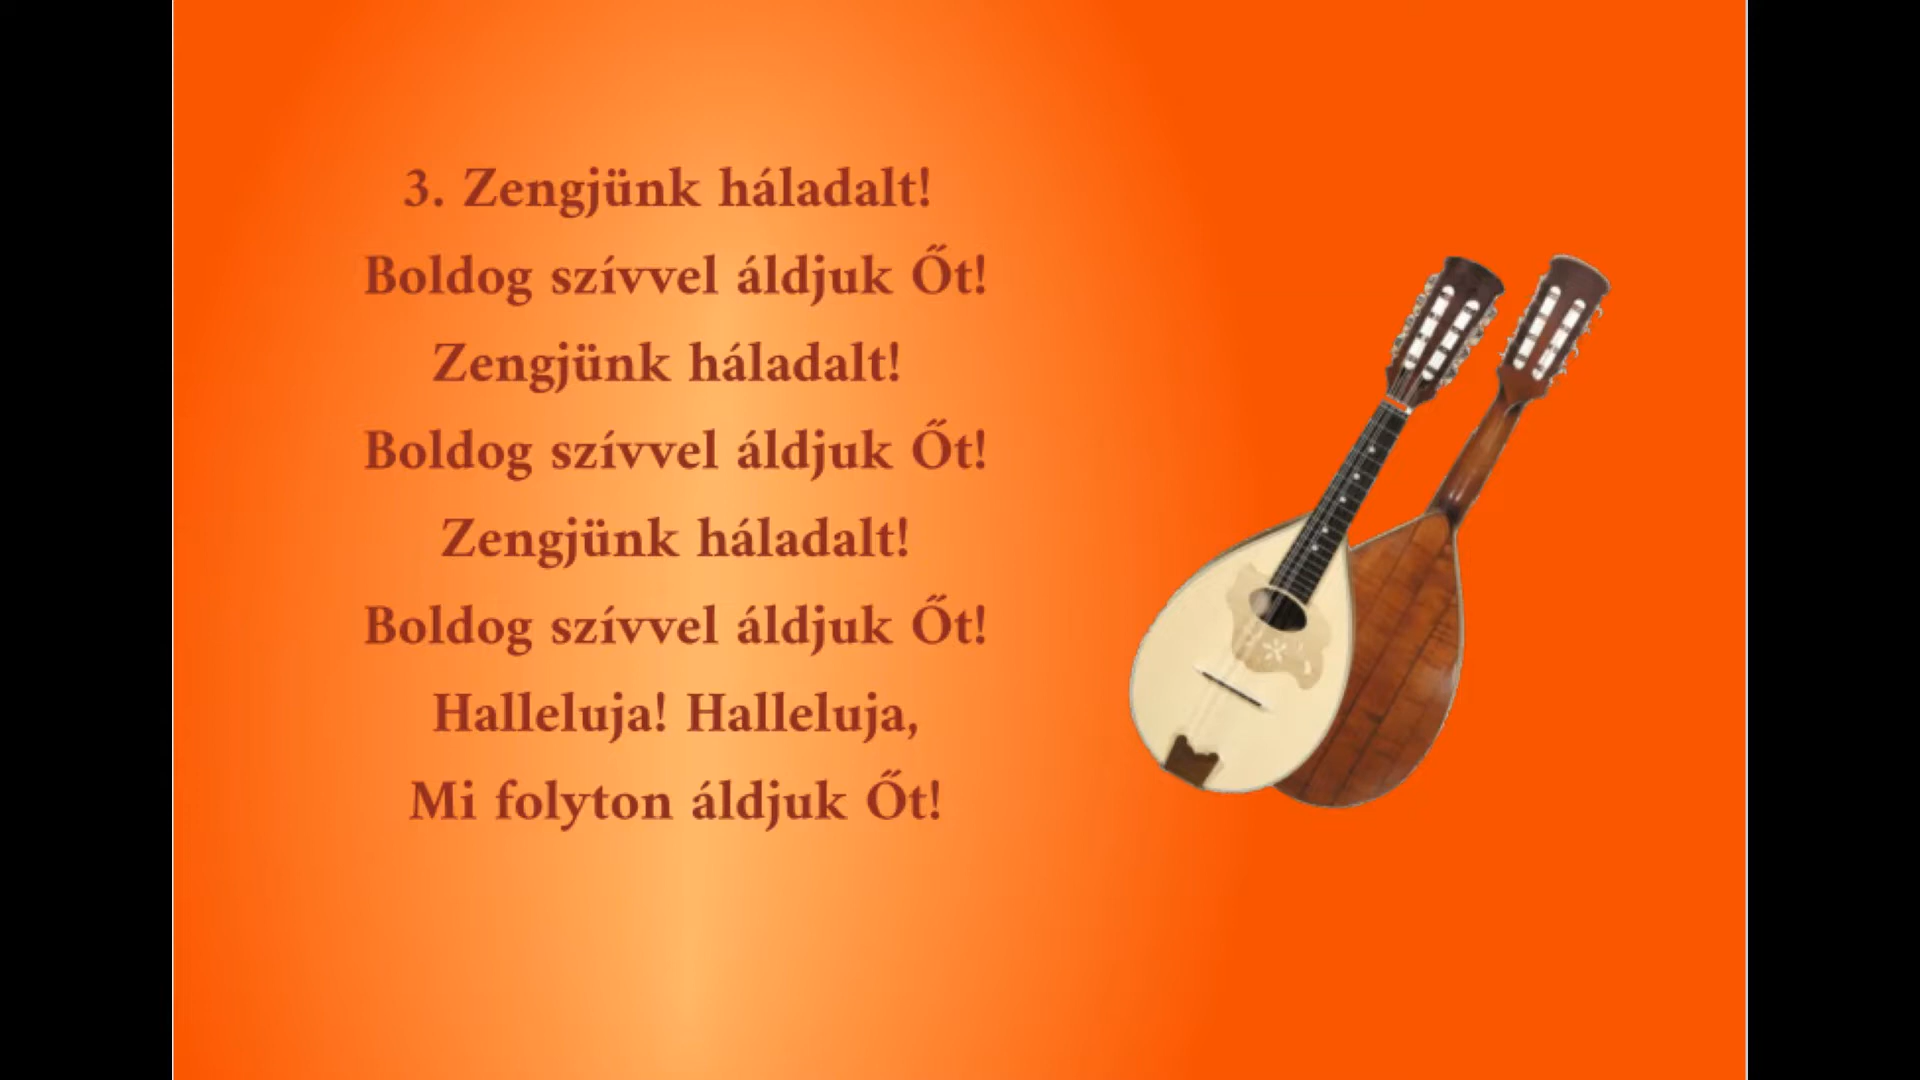 3. Zengjünk háladalt!
Boldog szívvel áldjuk Őt!
Zengjünk háladalt!
Boldog szívvel áldjuk Őt!
Zengjünk háladalt!
Boldog szívvel áldjuk Őt!
Halleluja! Halleluja,
Mi folyton áldjuk Őt!